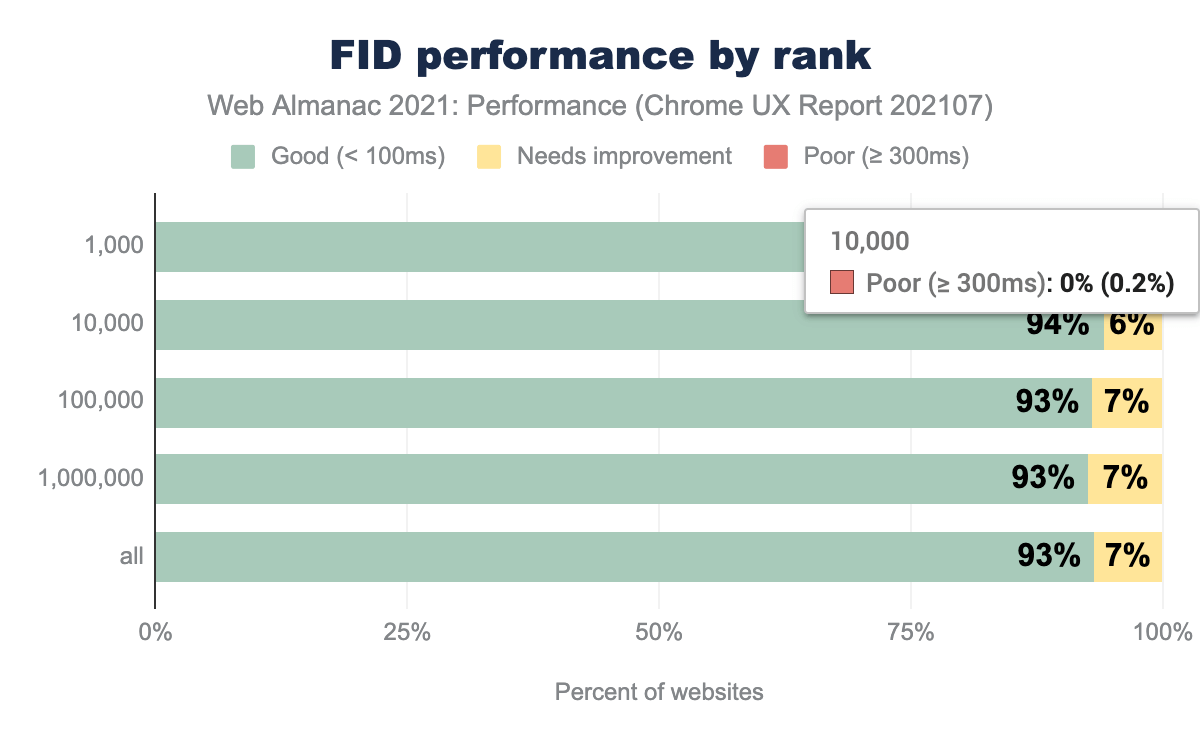 FID performance by rank
Web Almanac 2021: Performance (Chrome UX Report 202107)
Good (< 100ms) Needs improvement Poor (≥ 300ms)
1,000
10,000
Poor (≥ 300ms): 0% (0.2%)
10,000 94% 6%
100,000 93% 7%
1,000,000 93% 7%
all 93% 7%
0% 25% 50% 75% 100%
Percent of websites